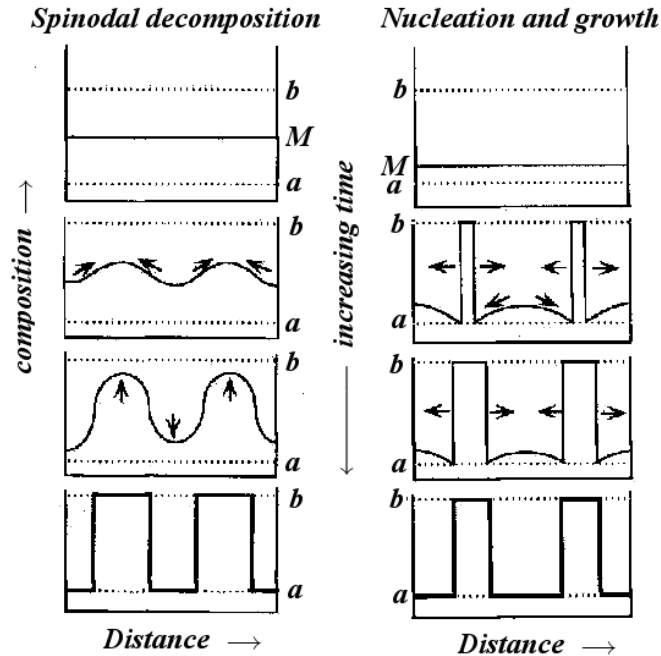 Spinodal decomposition
b
M
a
b
a
b
a
b
a
composition →
Distance →
increasing time
Nucleation and growth
b
M
a
b
a
b
a
b
a
Distance →